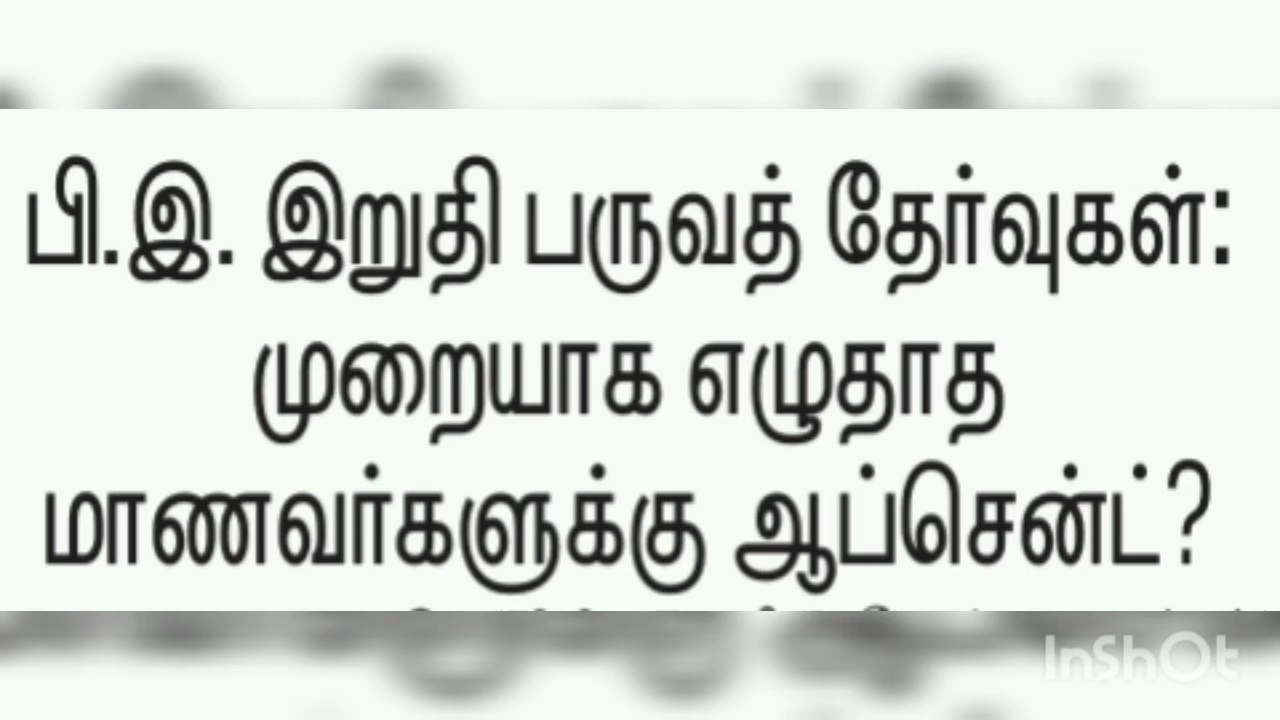 பி.இ. இறுதி பருவத் தேர்வுகள்:
முறையாக எழுதாத
மாணவர்களுக்கு ஆப்சென்ட்?
InShOt